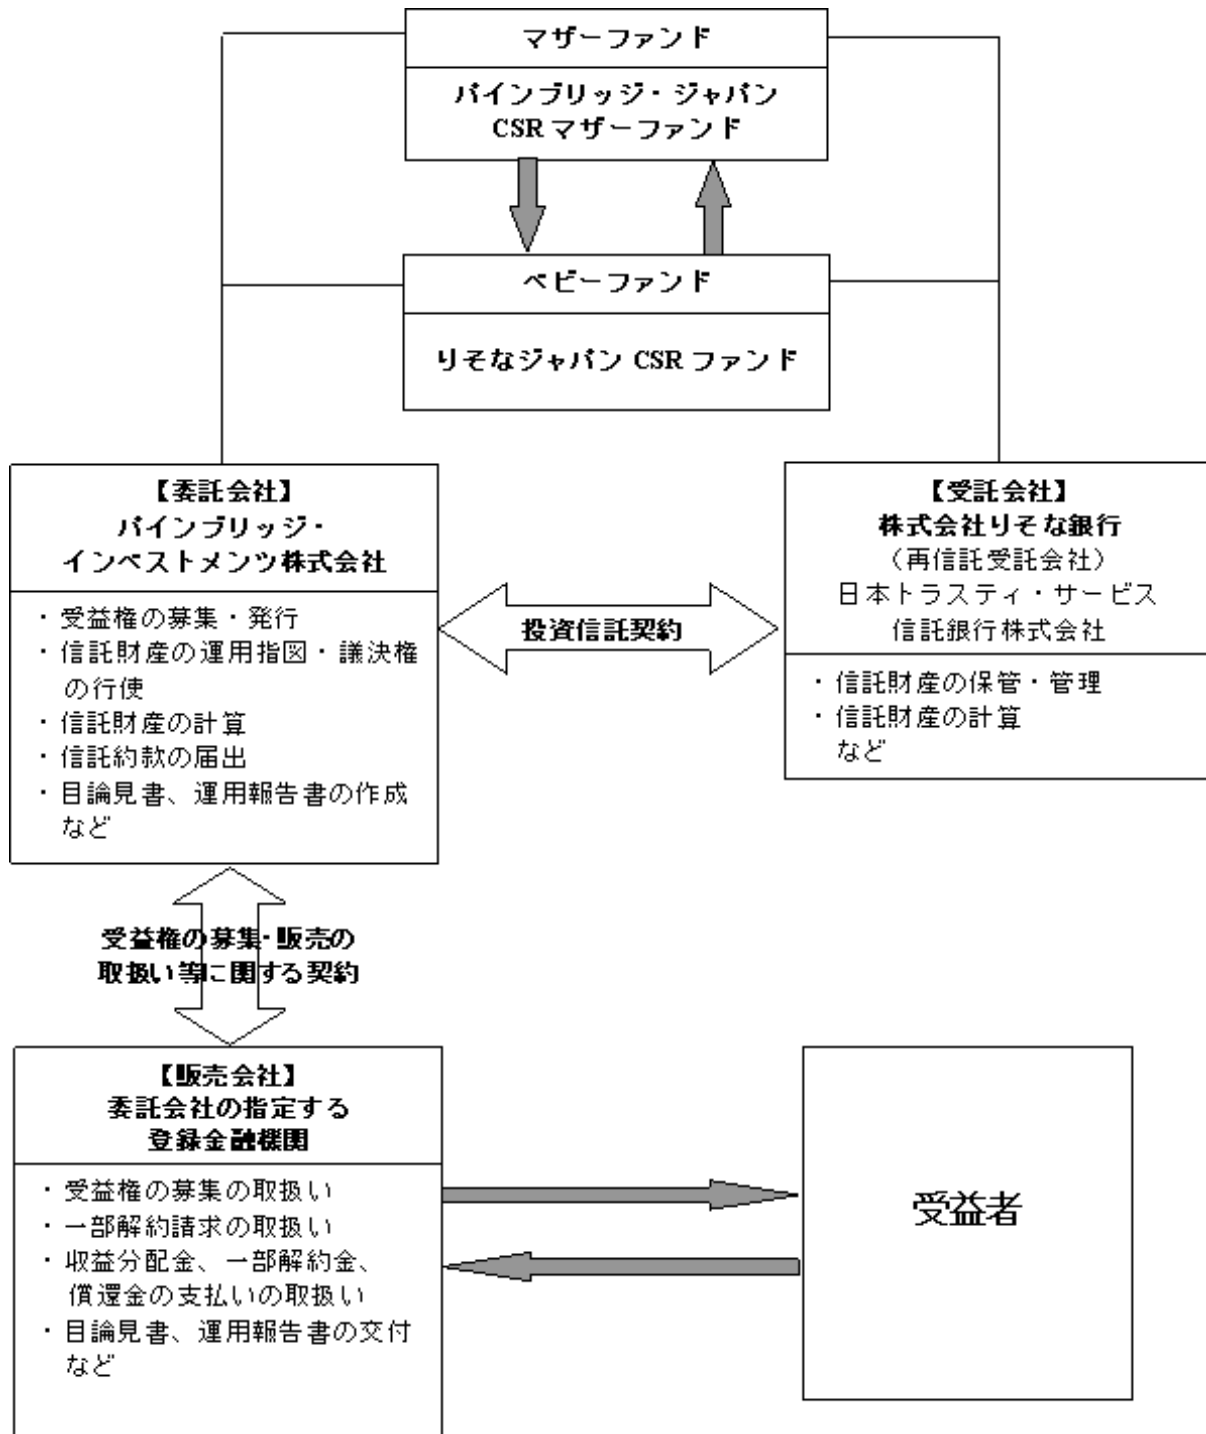 マザーファンド
パインブリッジ・ジャパン
CSRマザーファンド
ベビーファンド
りそなジャパン CSR ファンド
【委託会社】
パインブリッジ・
インベストメンツ株式会社
・受益権の募集・発行
・信託財産の運用指図・議決権
の行使
・信託財産の計算
・信託約款の届出
・目論見書、運用報告書の作成
など
投資信託契約
【受託会社】
株式会社りそな銀行
（再信託受託会社）
日本トラスティ・サービス
信託銀行株式会社
・信託財産の保管・管理
・信託財産の計算
など
受益権の募集・販売の
取扱い等に関する契約
【販売会社】
委託会社の指定する
登録金融機関
・受益権の募集の取扱い
・一部解約請求の取扱い
・収益分配金、一部解約金、
償還金の支払いの取扱い
・目論見書、運用報告書の交付
など
受益者